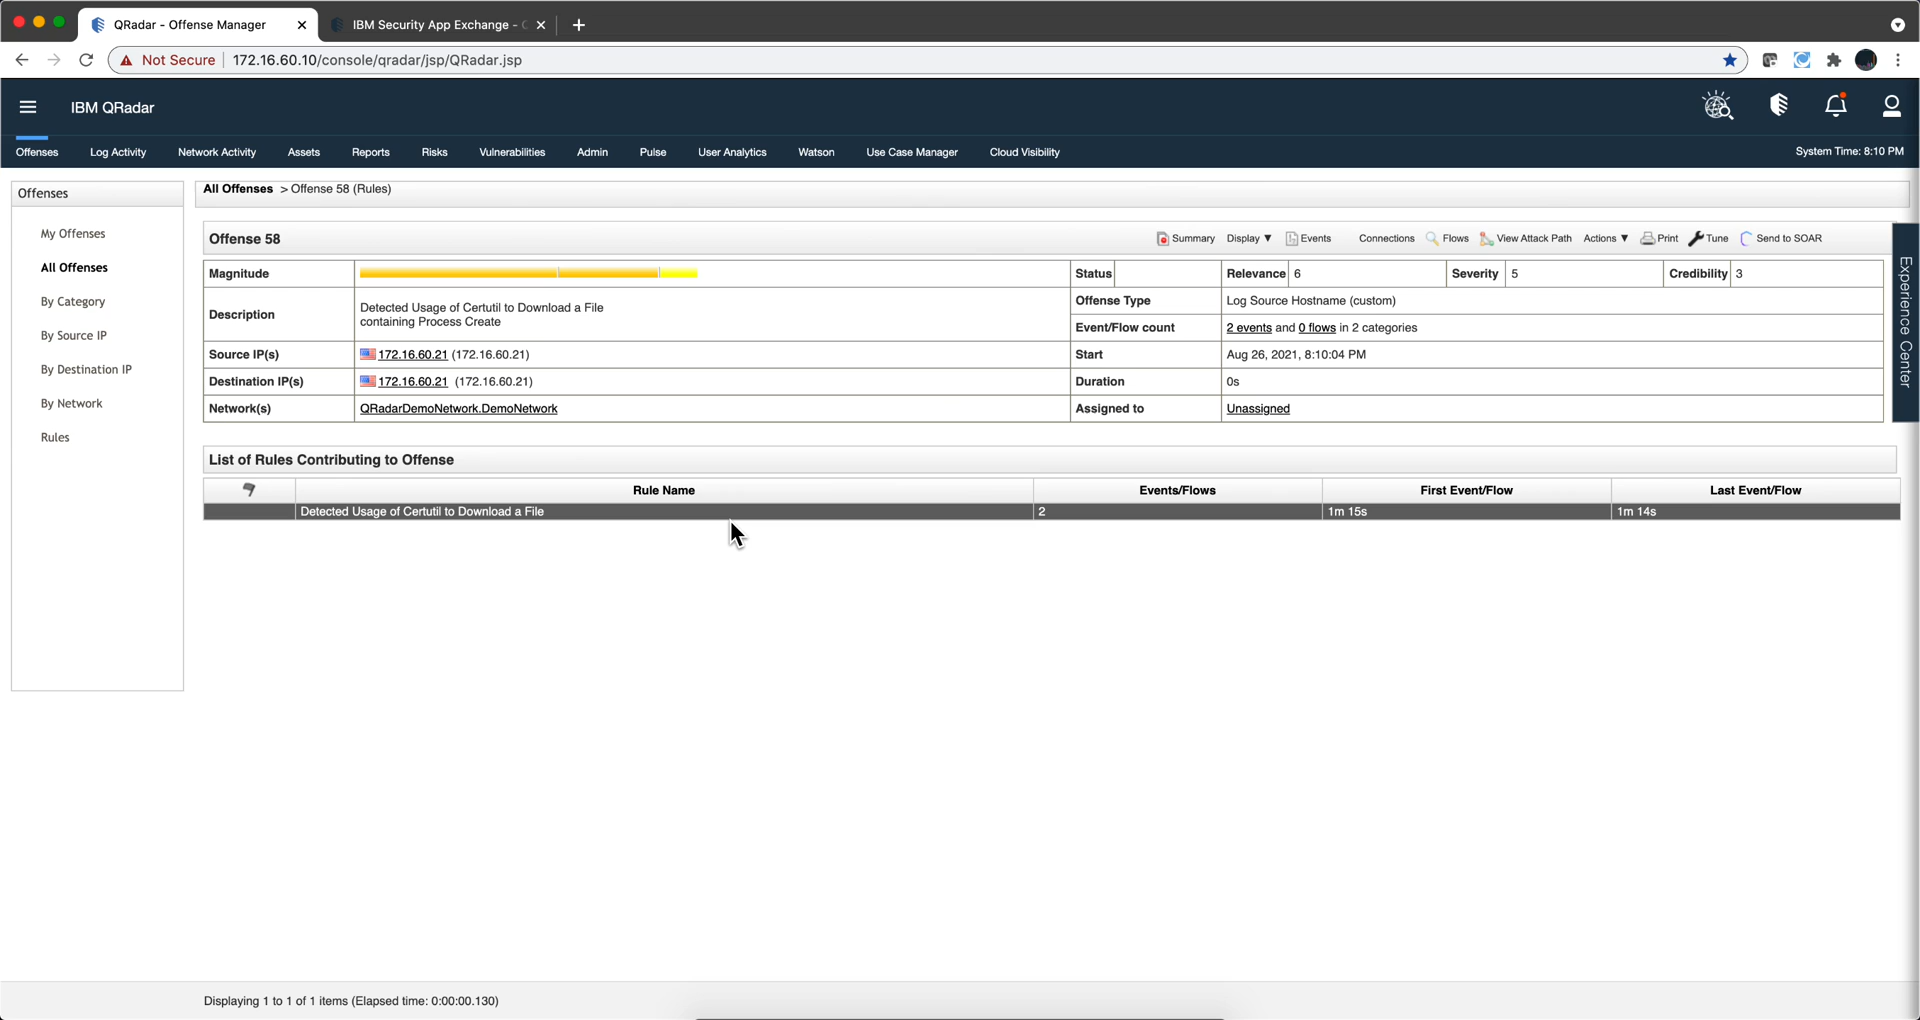 QRadar - Offense Manager
IBM Security App Exchange -
Not Secure
172.16.60.10/console/qradar/jsp/QRadar.jsp
IBM QRadar
Offenses
Log Activity
Network Activity
Assets
Reports
Risks
Vulnerabilities
Admin
Pulse
User Analytics
Watson
Use Case Manager
Cloud Visibility
System Time: 8:10 PM
Offenses
My Offenses
All Offenses
By Category
By Source IP
By Destination IP
By Network
Rules
All Offenses > Offense 58 (Rules)
Offense 58
Summary
Display ▼
Events
Connections
Flows
View Attack Path
Actions ▼
Print
Tune
Send to SOAR
Magnitude
Status
Relevance 6
Severity 5
Credibility 3
Description
Detected Usage of Certutil to Download a File
containing Process Create
Offense Type
Log Source Hostname (custom)
Event/Flow count
2 events and 0 flows in 2 categories
Source IP(s)
172.16.60.21 (172.16.60.21)
Start
Aug 26, 2021, 8:10:04 PM
Destination IP(s)
172.16.60.21 (172.16.60.21)
Duration
0s
Network(s)
QRadarDemoNetwork.DemoNetwork
Assigned to
Unassigned
Experience Center
List of Rules Contributing to Offense
Rule Name
Events/Flows
First Event/Flow
Last Event/Flow
Detected Usage of Certutil to Download a File
2
1m 15s
1m 14s
Displaying 1 to 1 of 1 items (Elapsed time: 0:00:00.130)